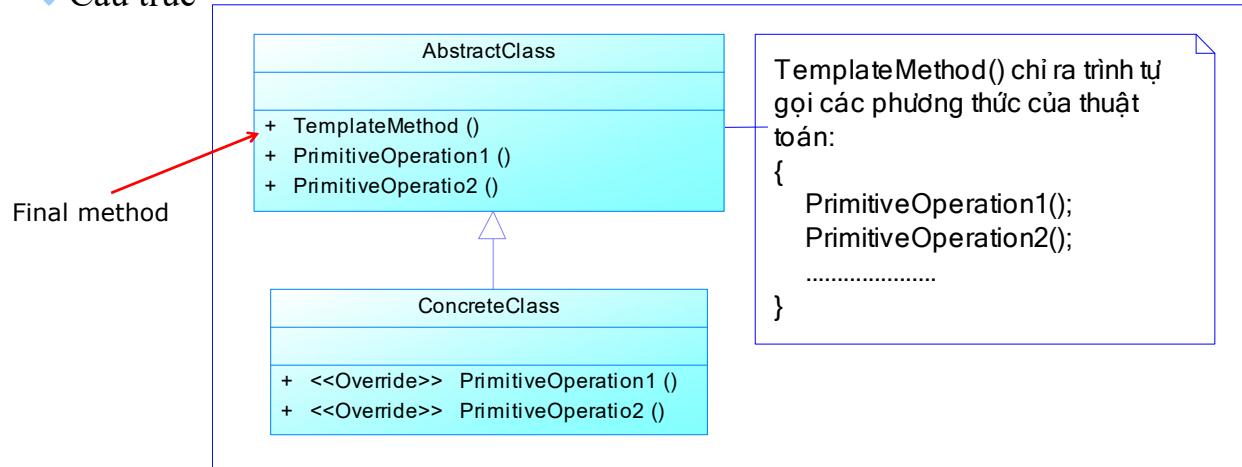 Cấu trúc
AbstractClass
+ TemplateMethod ()
+ PrimitiveOperation1 ()
+ PrimitiveOperatio2 ()
Final method
TemplateMethod() chỉ ra trình tự
gọi các phương thức của thuật
toán:
{
PrimitiveOperation1();
PrimitiveOperation2();
.....................
}
ConcreteClass
+ <<Override>> PrimitiveOperation1 ()
+ <<Override>> PrimitiveOperatio2 ()